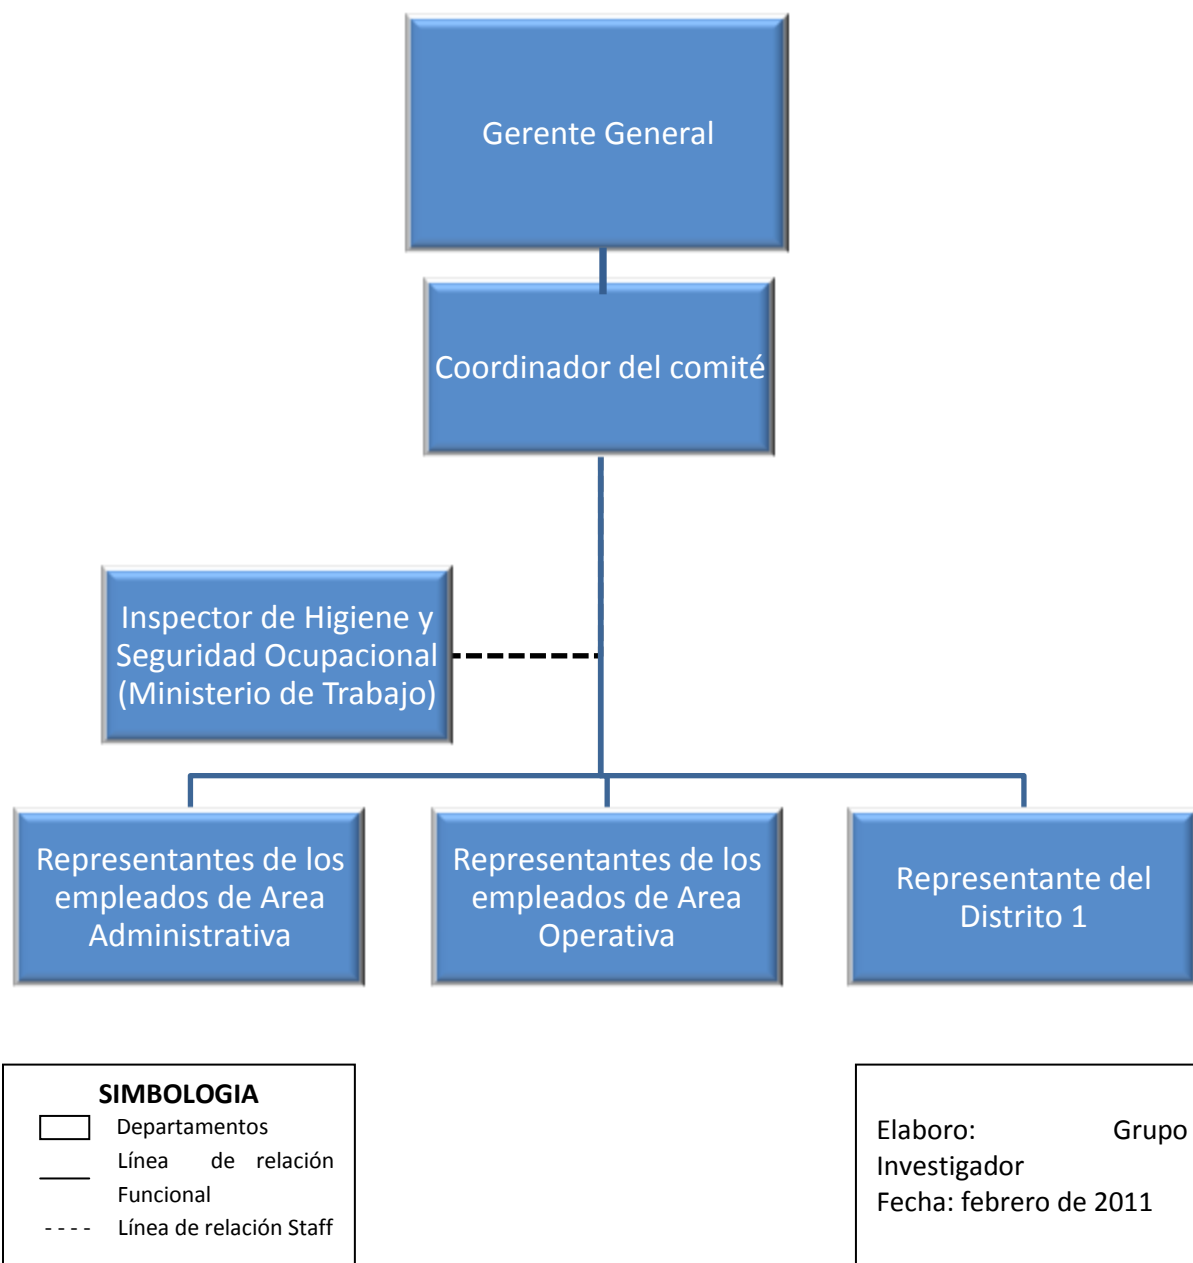 Gerente General
Coordinador del comité
Inspector de Higiene y
Seguridad Ocupacional
(Ministerio de Trabajo)
Representantes de los
empleados de Area
Administrativa
Representantes de los
empleados de Area
Operativa
Representante del
Distrito 1
SIMBOLOGIA
Departamentos
Línea de relación
Funcional
Línea de relación Staff
Elaboro: Grupo
Investigador
Fecha: febrero de 2011